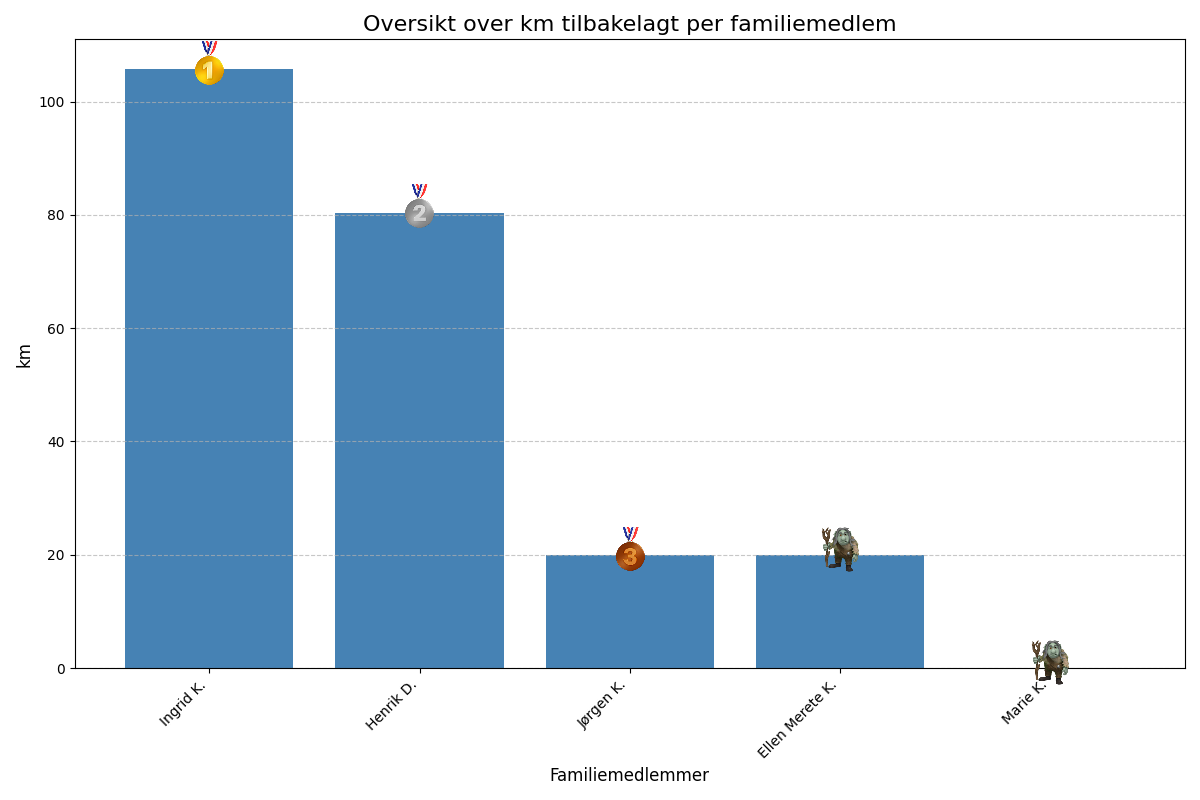 Oversikt over km tilbakelagt per familiemedlem
km
100
80
60
40
20
0
1
2
3
Ingrid K.
Henrik D.
Jørgen K.
Ellen Merete K.
Marie K.
Familiemedlemmer